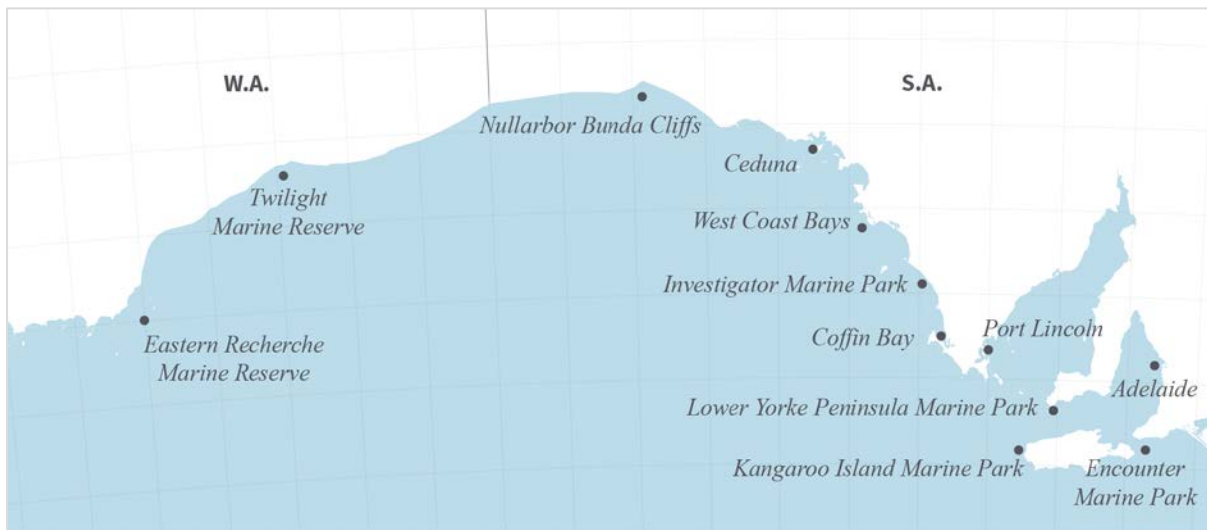 W.A.
S.A.
Nullarbor Bunda Cliffs
Ceduna
Twilight
Marine Reserve
West Coast Bays
Investigator Marine Park
Eastern Recherche
Marine Reserve
Coffin Bay
Port Lincoln
Adelaide
Lower Yorke Peninsula Marine Park
Kangaroo Island Marine Park
Encounter
Marine Park